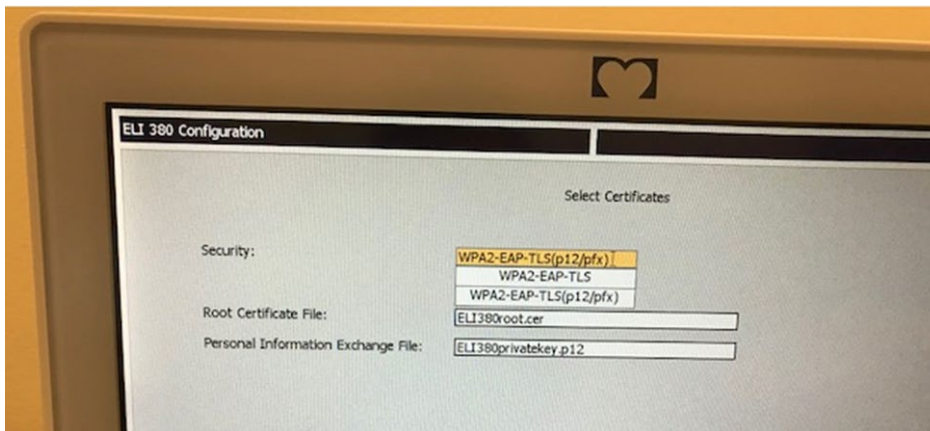 ELI 380 Configuration
Select Certificates
Security:
WPA2-EAP-TLS(p12/pfx)
WPA2-EAP-TLS
WPA2-EAP-TLS(p12/pfx)
Root Certificate File:
ELI380root.cer
Personal Information Exchange File:
ELI380privatekey.p12